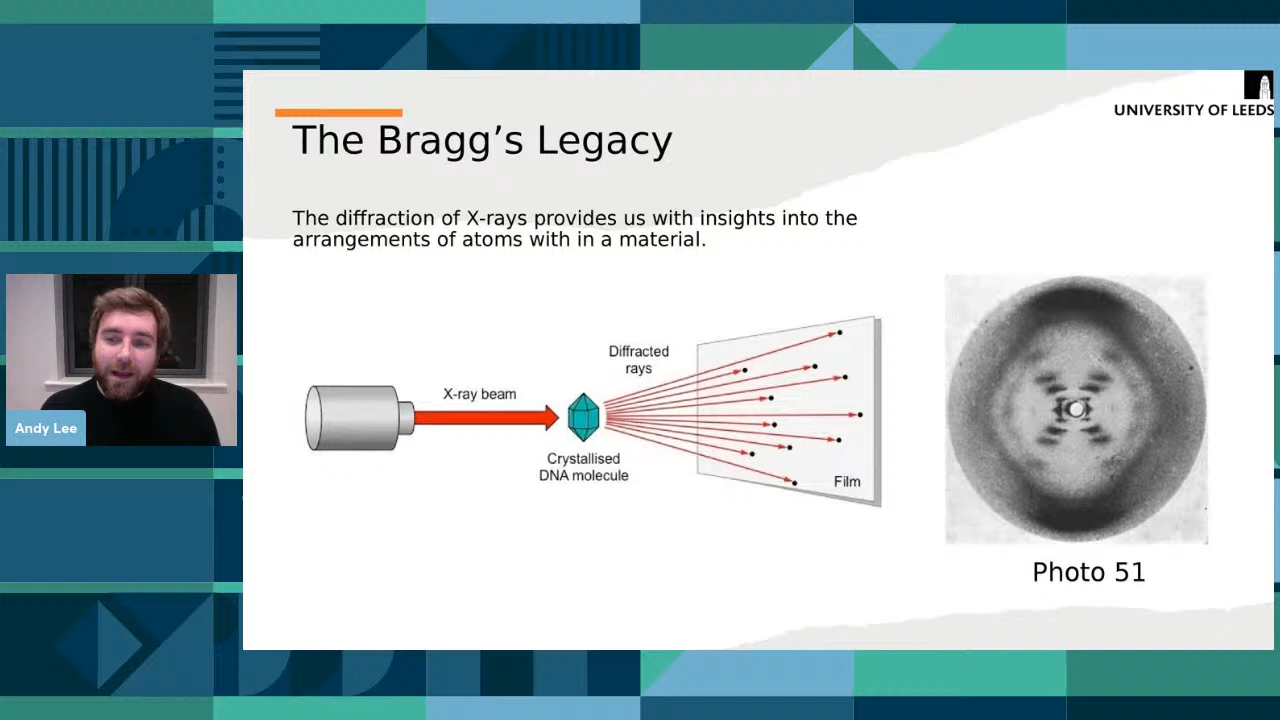 UNIVERSITY OF LEEDS
The Bragg’s Legacy
The diffraction of X-rays provides us with insights into the
arrangements of atoms with in a material.
Diffracted
rays
X-ray beam
Crystallised
DNA molecule
Film
Photo 51
Andy Lee